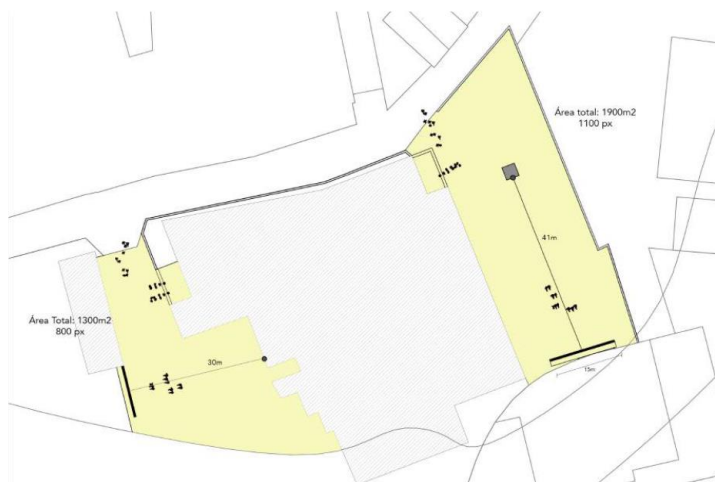 Área total: 1900m2
1100 px
41m
Área Total: 1300m2
800 px
30m
15m